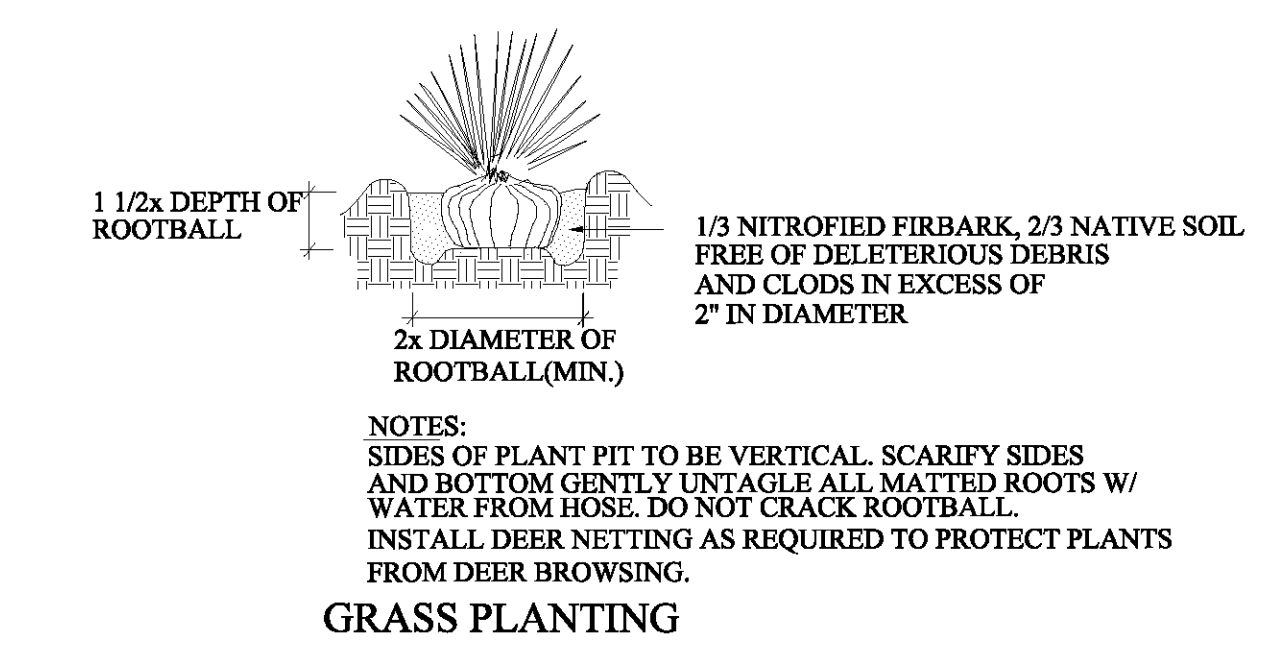 1 1/2x DEPTH OF
ROOTBALL
1/3 NITROFIED FIRBARK, 2/3 NATIVE SOIL
FREE OF DELETERIOUS DEBRIS
AND CLODS IN EXCESS OF
2" IN DIAMETER
2x DIAMETER OF
ROOTBALL(MIN.)
NOTES:
SIDES OF PLANT PIT TO BE VERTICAL. SCARIFY SIDES
AND BOTTOM GENTLY UNTAGLE ALL MATTED ROOTS W/
WATER FROM HOSE. DO NOT CRACK ROOTBALL.
INSTALL DEER NETTING AS REQUIRED TO PROTECT PLANTS
FROM DEER BROWSING.
GRASS PLANTING